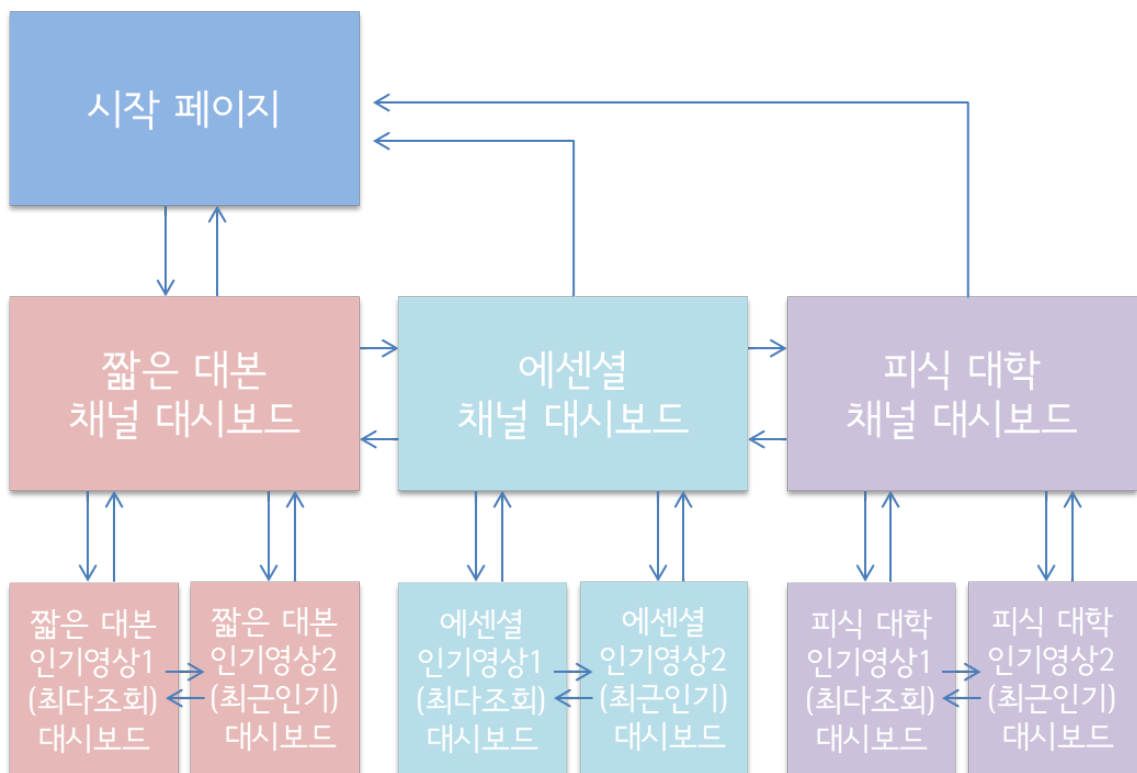 시작 페이지
짧은 대본
채널 대시보드
에센셜
채널 대시보드
피식 대학
채널 대시보드
짧은 대본
인기영상1
(최다조회)
대시보드
짧은 대본
인기영상2
(최근인기)
대시보드
에센셜
인기영상1
(최다조회)
대시보드
에센셜
인기영상2
(최근인기)
대시보드
피식 대학
인기영상1
(최다조회)
대시보드
피식 대학
인기영상2
(최근인기)
대시보드